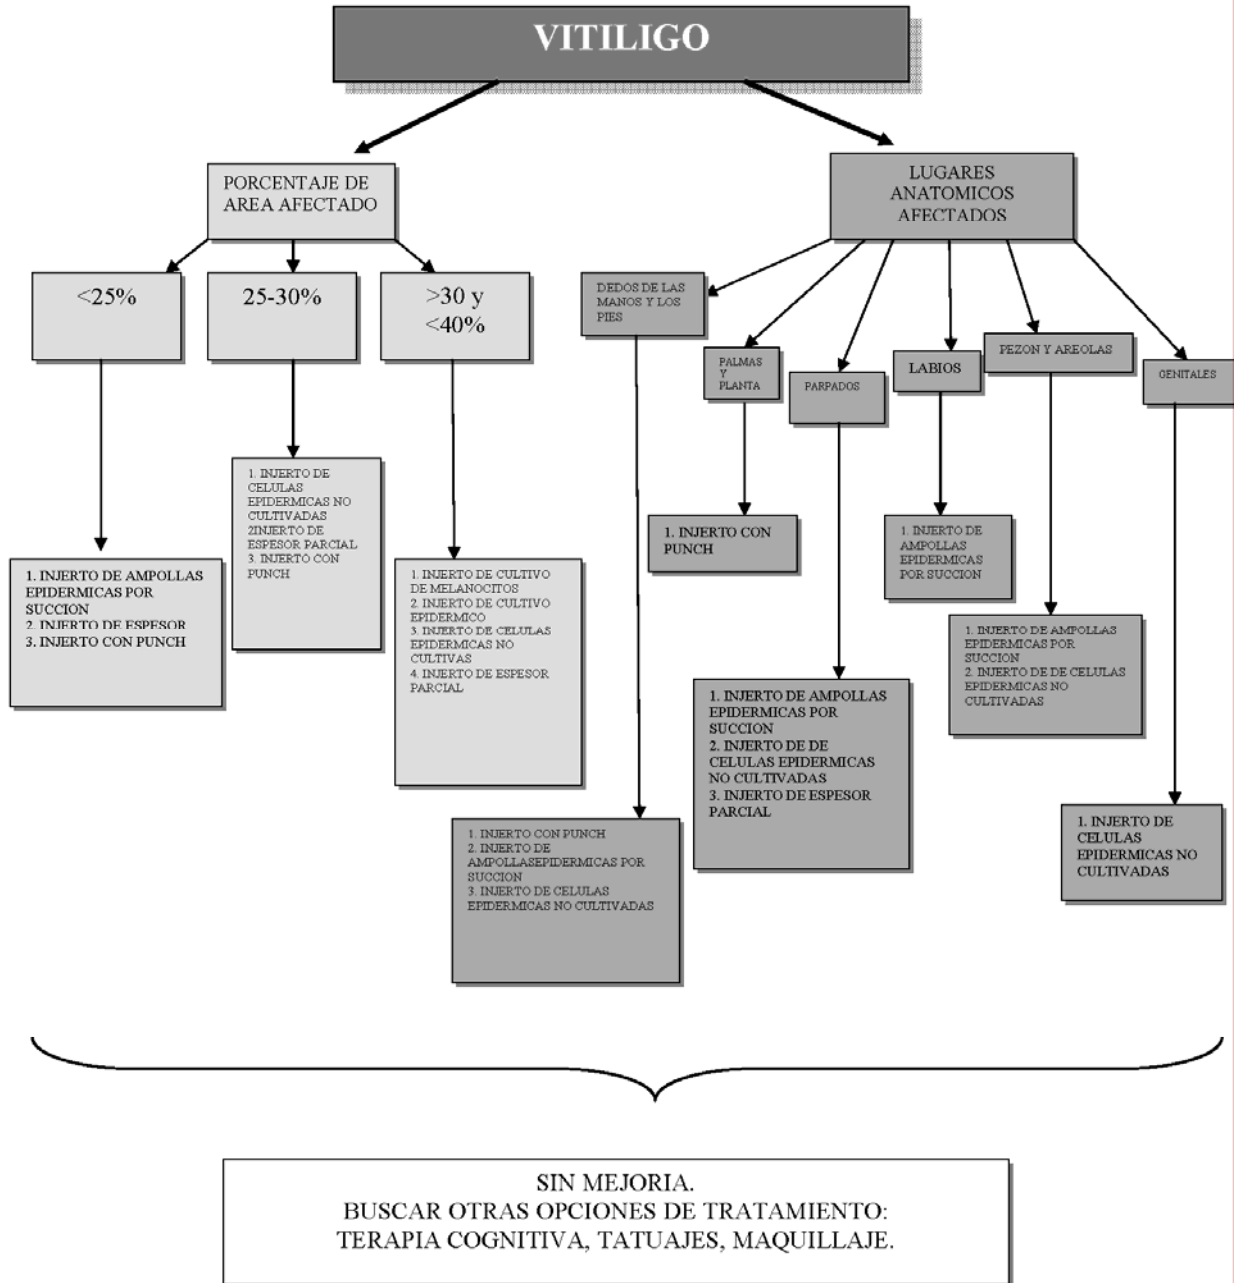 VITILIGO
PORCENTAJE DE
AREA AFECTADO
LUGARES
ANATOMICOS
AFECTADOS
<25%
25-30%
>30 y
<40%
DEDOS DE LAS
MANOS Y LOS
PIES
PALMAS
Y
PLANTA
PARPADOS
LABIOS
PEZON Y AREOLAS
GENITALES
1. INJERTO DE AMPOLLAS
EPIDERMICAS POR
SUCCION
2. INJERTO DE ESPESOR
3. INJERTO CON PUNCH
1. INJERTO DE
CELULAS
EPIDERMICAS NO
CULTIVADAS
2INJERTO DE
ESPESOR PARCIAL
3. INJERTO CON
PUNCH
1. INJERTO DE CULTIVO
DE MELANOCITOS
2. INJERTO DE CULTIVO
EPIDERMICO
3. INJERTO DE CELULAS
EPIDERMICAS NO
CULTIVAS
4. INJERTO DE ESPESOR
PARCIAL
1. INJERTO CON PUNCH
2. INJERTO DE
AMPOLLASEPIDERMICAS POR
SUCCION
3. INJERTO DE CELULAS
EPIDERMICAS NO CULTIVADAS
1. INJERTO CON
PUNCH
1. INJERTO DE AMPOLLAS
EPIDERMICAS POR
SUCCION
2. INJERTO DE DE
CELULAS EPIDERMICAS
NO CULTIVADAS
3. INJERTO DE ESPESOR
PARCIAL
1. INJERTO DE
AMPOLLAS
EPIDERMICAS
POR SUCCION
1. INJERTO DE AMPOLLAS
EPIDERMICAS POR
SUCCION
2. INJERTO DE DE CELULAS
EPIDERMICAS NO
CULTIVADAS
1. INJERTO DE
CELULAS
EPIDERMICAS NO
CULTIVADAS
SIN MEJORIA.
BUSCAR OTRAS OPCIONES DE TRATAMIENTO:
TERAPIA COGNITIVA, TATUAJES, MAQUILLAJE.